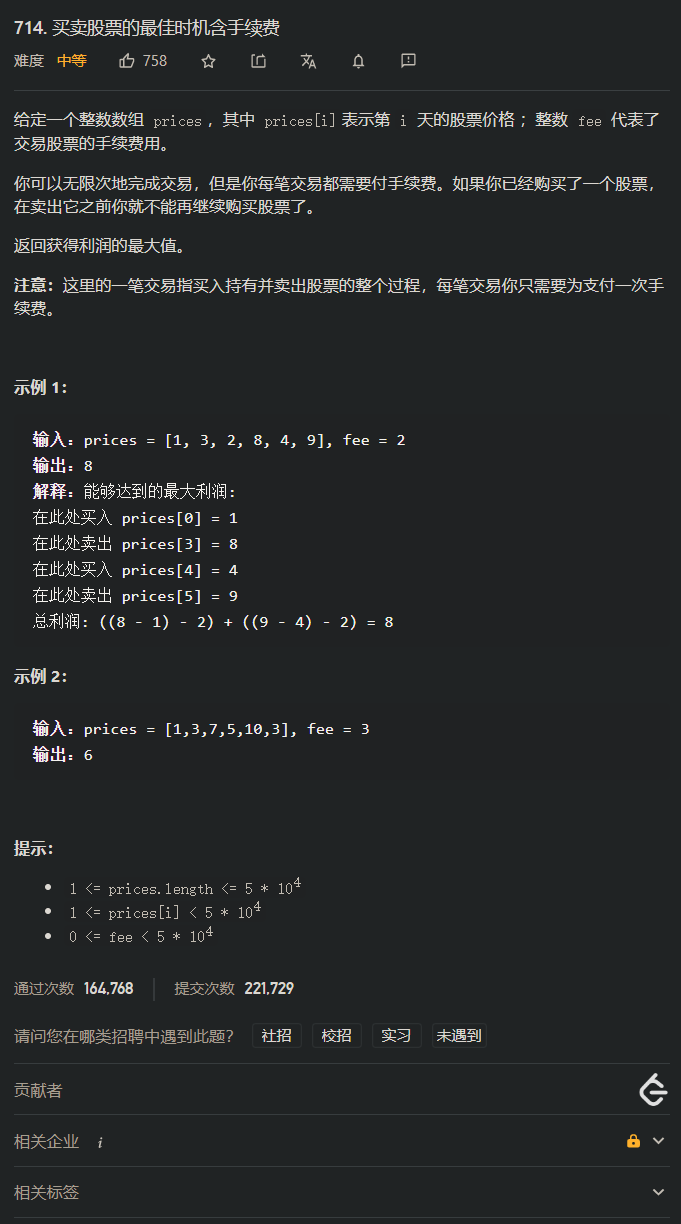 714. 买卖股票的最佳时机含手续费
难度 中等 758
给定一个整数数组 prices，其中 prices[i]表示第 i 天的股票价格 ；整数 fee 代表了
交易股票的手续费用。
你可以无限次地完成交易，但是你每笔交易都需要付手续费。如果你已经购买了一个股票，
在卖出它之前你就不能再继续购买股票了。
返回获得利润的最大值。
注意：这里的一笔交易指买入持有并卖出股票的整个过程，每笔交易你只需要为支付一次手
续费。
示例 1：
输入：prices = [1, 3, 2, 8, 4, 9], fee = 2
输出：8
解释：能够达到的最大利润:
在此处买入 prices[0] = 1
在此处卖出 prices[3] = 8
在此处买入 prices[4] = 4
在此处卖出 prices[5] = 9
总利润: ((8 - 1) - 2) + ((9 - 4) - 2) = 8
示例 2：
输入：prices = [1,3,7,5,10,3], fee = 3
输出：6
提示：
• 1 <= prices.length <= 5 * 10⁴
• 1 <= prices[i] < 5 * 10⁴
• 0 <= fee < 5 * 10⁴
通过次数 164,768 提交次数 221,729
请问您在哪类招聘中遇到此题？ 社招 校招 实习 未遇到
贡献者
相关企业 i
相关标签